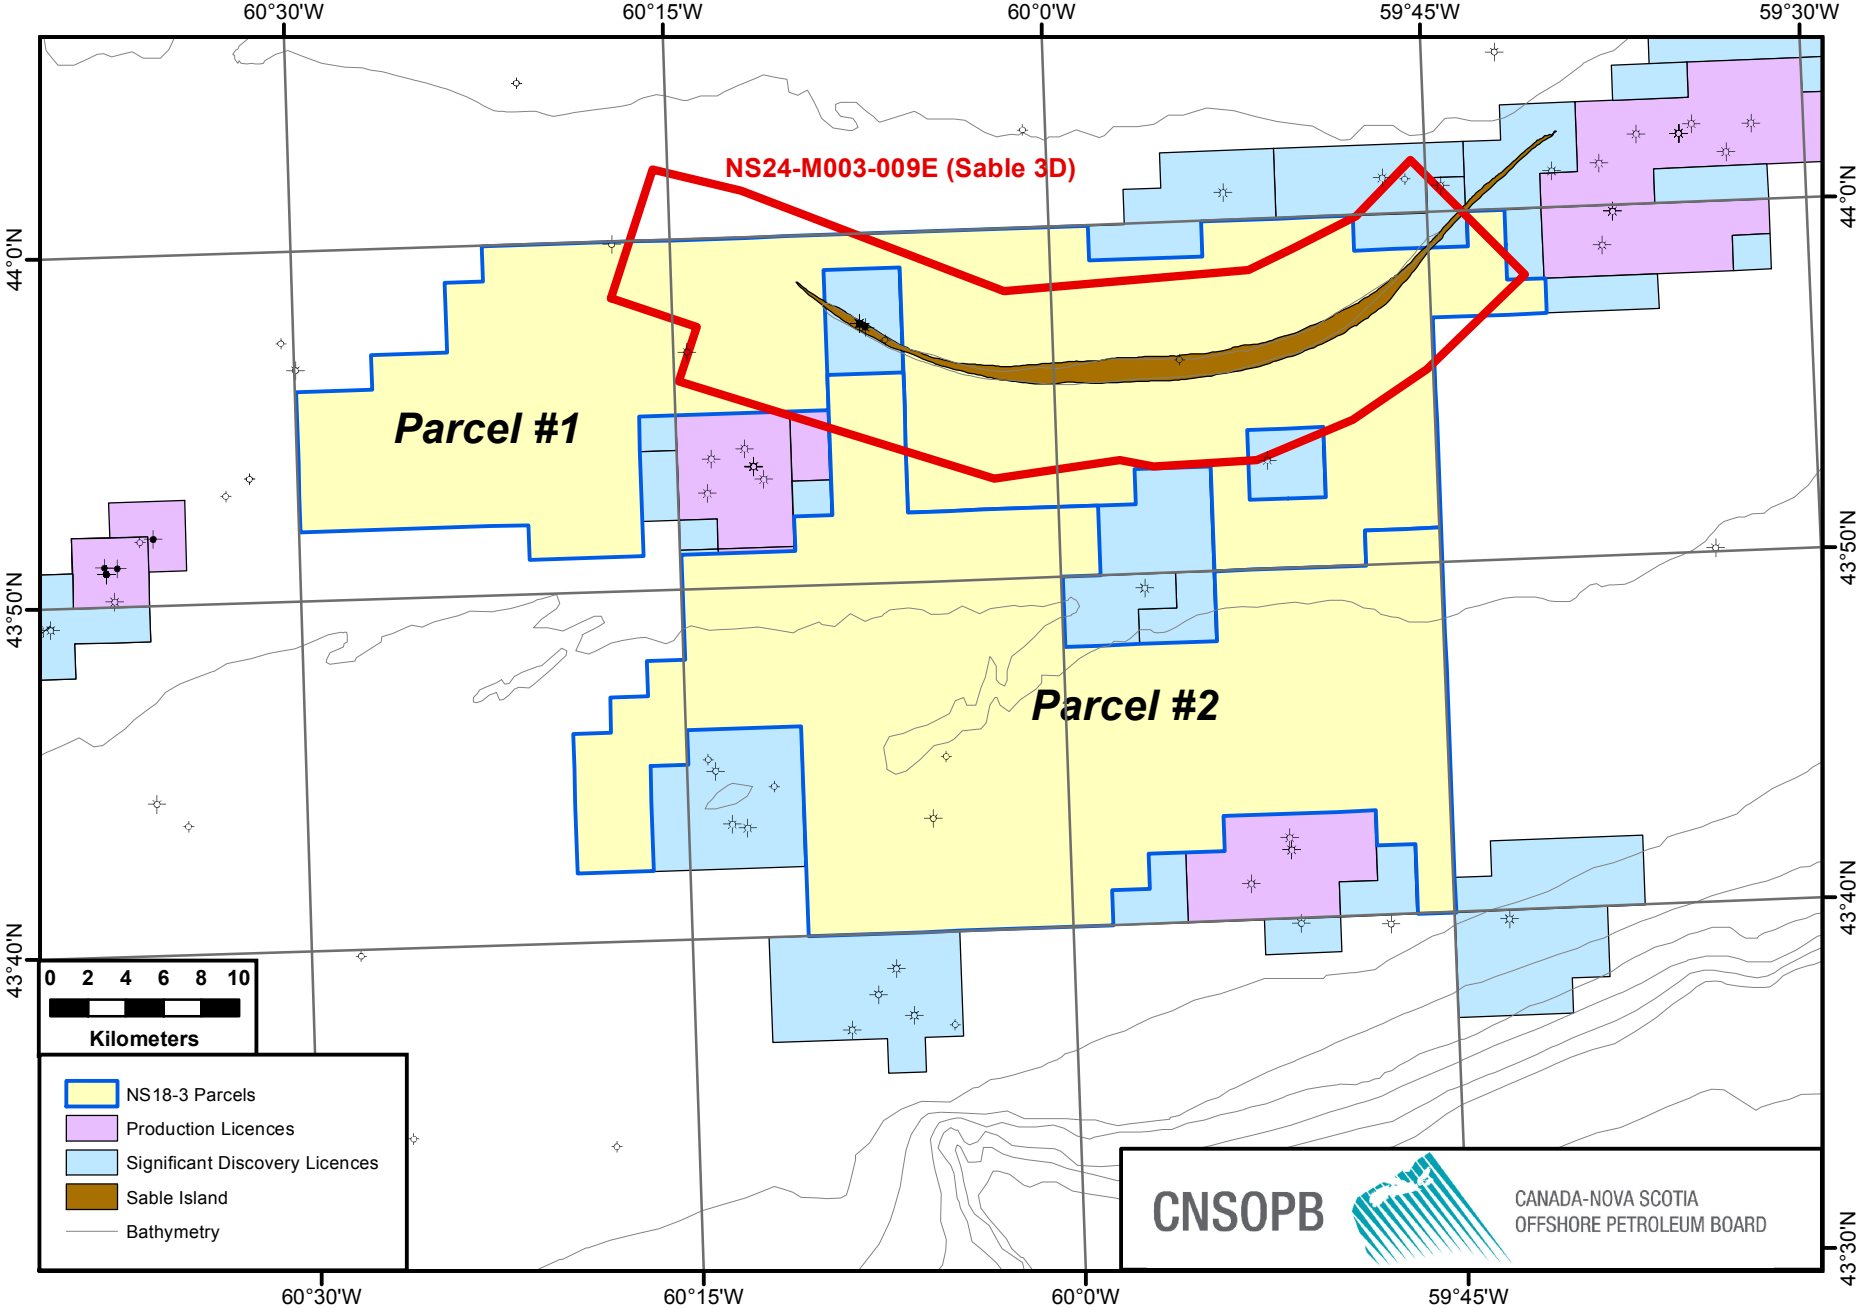 60°30'W 60°15'W 60°0'W 59°45'W 59°30'W
NS24-M003-009E (Sable 3D)
44°0'N
44°0'N
Parcel #1
43°50'N
43°50'N
Parcel #2
43°40'N
43°40'N
0 2 4 6 8 10
Kilometers
NS18-3 Parcels
Production Licences
Significant Discovery Licences
Sable Island
Bathymetry
CNSOPB
CANADA-NOVA SCOTIA
OFFSHORE PETROLEUM BOARD
43°30'N
60°30'W 60°15'W 60°0'W 59°45'W